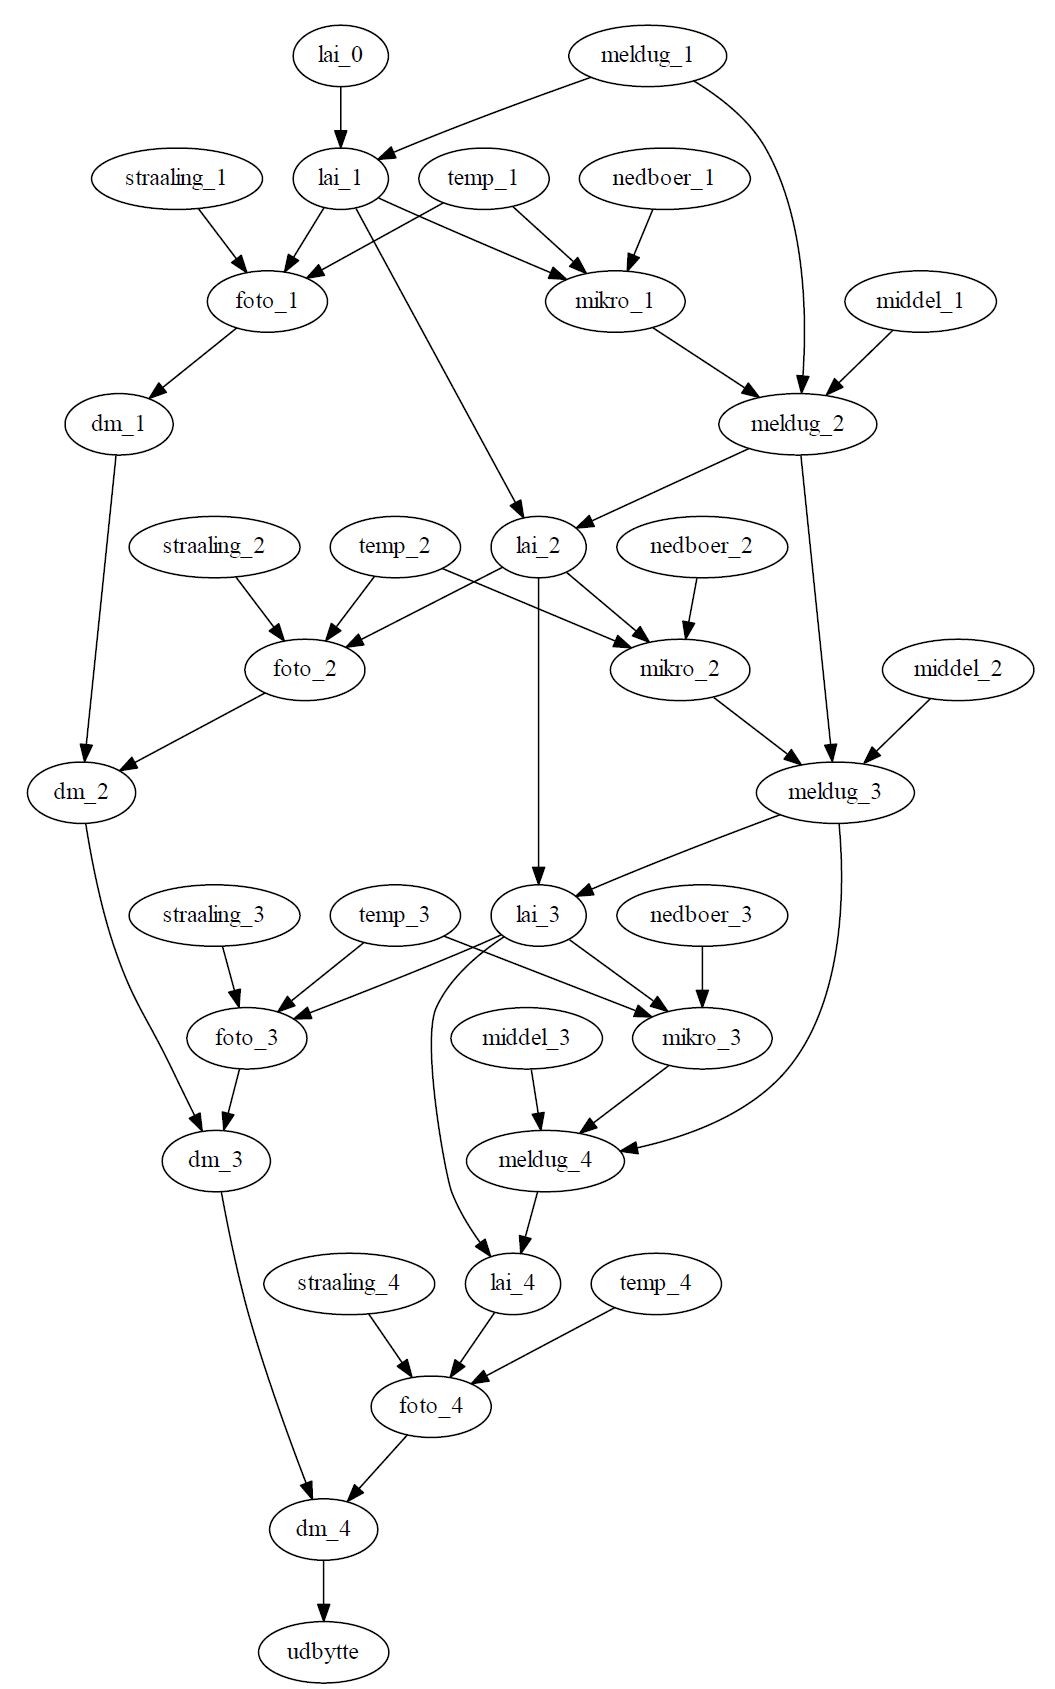 lai_0
meldug_1
straaling_1
lai_1
temp_1
nedboer_1
foto_1
mikro_1
middel_1
dm_1
meldug_2
straaling_2
temp_2
lai_2
nedboer_2
foto_2
mikro_2
middel_2
dm_2
meldug_3
straaling_3
temp_3
lai_3
nedboer_3
foto_3
middel_3
mikro_3
dm_3
meldug_4
straaling_4
lai_4
temp_4
foto_4
dm_4
udbytte